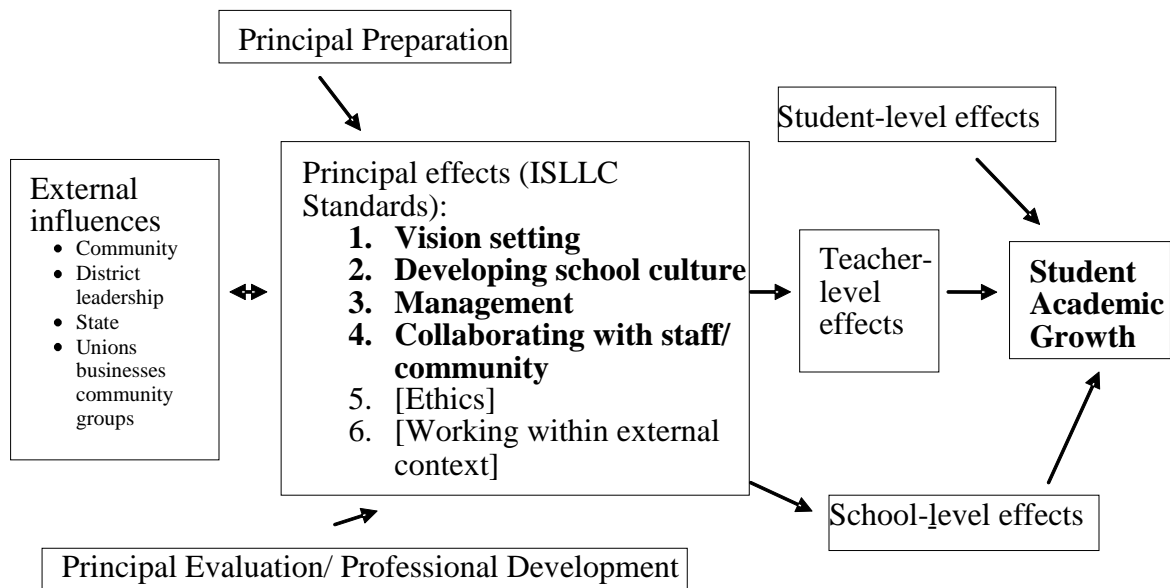 Principal Preparation
Student-level effects
External
influences
• Community
• District
leadership
• State
• Unions
businesses
community
groups
Principal effects (ISLLC
Standards):
1. Vision setting
2. Developing school culture
3. Management
4. Collaborating with staff/
community
5. [Ethics]
6. [Working within external
context]
Teacher-
level
effects
Student
Academic
Growth
School-level effects
Principal Evaluation/ Professional Development